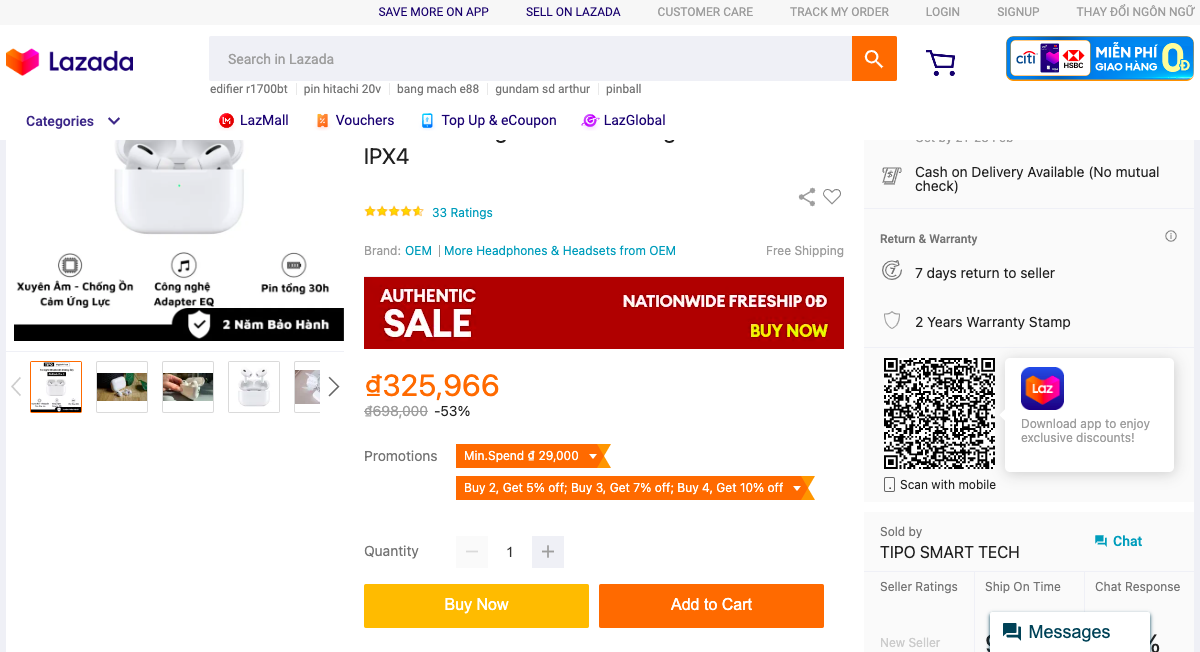 SAVE MORE ON APP
SELL ON LAZADA
CUSTOMER CARE
TRACK MY ORDER
LOGIN
SIGNUP
THAY ĐỔI NGÔN NGỮ
Lazada
Search in Lazada
citi
HSBC
MIỄN PHÍ
GIAO HÀNG
0Đ
edifier r1700bt
pin hitachi 20v
bang mach e88
gundam sd arthur
pinball
Categories
LazMall
Vouchers
Top Up & eCoupon
LazGlobal
Xuyên Âm - Chống Ồn
Cảm Ứng Lực
Công nghệ
Adapter EQ
Pin tổng 30h
2 Năm Bảo Hành
IPX4
33 Ratings
Brand: OEM | More Headphones & Headsets from OEM
Free Shipping
AUTHENTIC
SALE
NATIONWIDE FREESHIP 0Đ
BUY NOW
₫325,966
₫698,000 -53%
Promotions
Min.Spend ₫ 29,000
Buy 2, Get 5% off; Buy 3, Get 7% off; Buy 4, Get 10% off
Quantity
1
Buy Now
Add to Cart
Cash on Delivery Available (No mutual
check)
Return & Warranty
7 days return to seller
2 Years Warranty Stamp
Laz
Download app to enjoy
exclusive discounts!
Scan with mobile
Sold by
TIPO SMART TECH
Chat
Seller Ratings
Ship On Time
Chat Response
New Seller
%
Messages